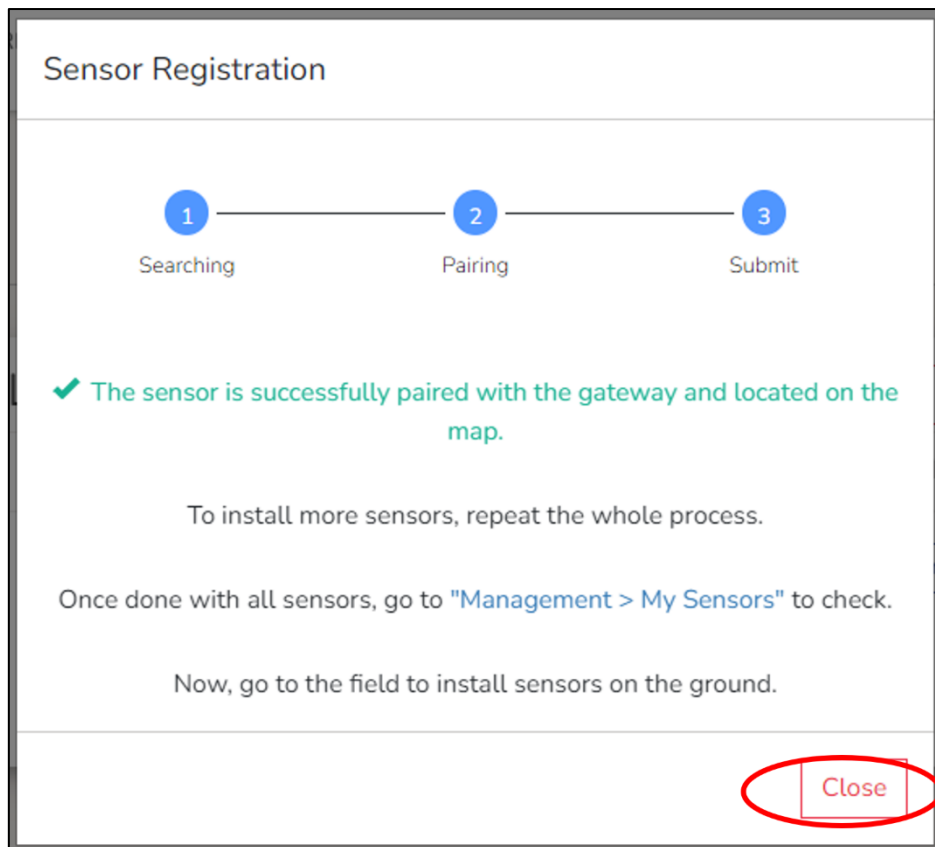 Sensor Registration
1
2
3
Searching
Pairing
Submit
The sensor is successfully paired with the gateway and located on the
map.
To install more sensors, repeat the whole process.
Once done with all sensors, go to "Management > My Sensors" to check.
Now, go to the field to install sensors on the ground.
Close